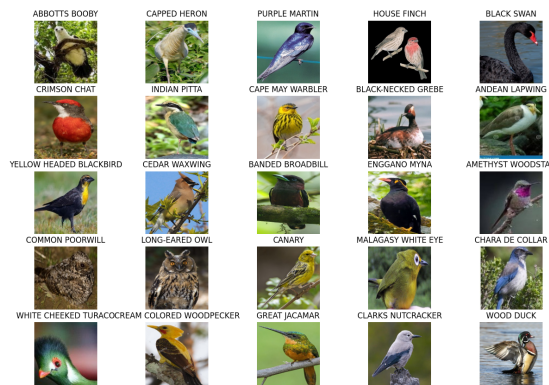 ABBOTTS BOOBY
CAPPED HERON
PURPLE MARTIN
HOUSE FINCH
BLACK SWAN
CRIMSON CHAT
INDIAN PITTA
CAPE MAY WARBLER
BLACK-NECKED GREBE
ANDEAN LAPWING
YELLOW HEADED BLACKBIRD
CEDAR WAXWING
BANDED BROADBILL
ENGGANO MYNA
AMETHYST WOODSTA
COMMON POORWILL
LONG-EARED OWL
CANARY
MALAGASY WHITE EYE
CHARA DE COLLAR
WHITE CHEEKED TURACO
CREAM COLORED WOODPECKER
GREAT JACAMAR
CLARKS NUTCRACKER
WOOD DUCK